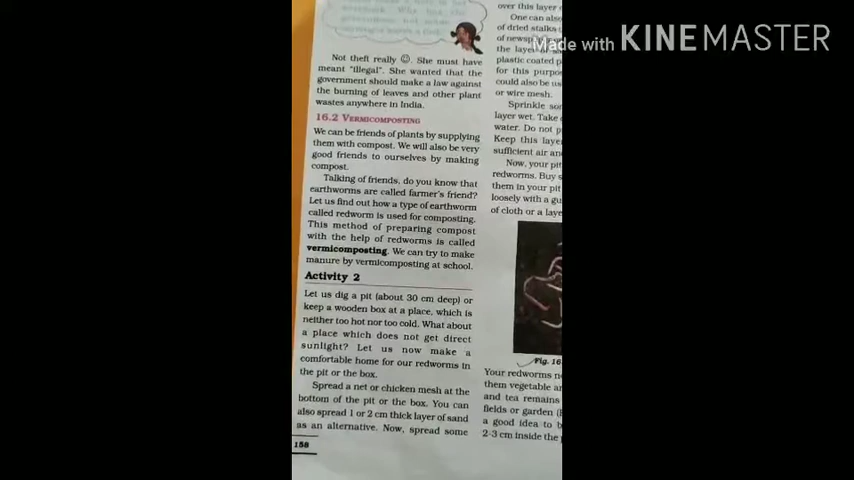 Not theft really ☺. She must have
meant "illegal". She wanted that the
government should make a law against
the burning of leaves and other plant
wastes anywhere in India.
16.2 VERMICOMPOSTING
We can be friends of plants by supplying
them with compost. We will also be very
good friends to ourselves by making
compost.
Talking of friends, do you know that
earthworms are called farmer's friend?
Let us find out how a type of earthworm
called redworm is used for composting.
This method of preparing compost
with the help of redworms is called
vermicomposting. We can try to make
manure by vermicomposting at school.
Activity 2
Let us dig a pit (about 30 cm deep) or
keep a wooden box at a place, which is
neither too hot nor too cold. What about
a place which does not get direct
sunlight? Let us now make a
comfortable home for our redworms in
the pit or the box.
Spread a net or chicken mesh at the
bottom of the pit or the box. You can
also spread 1 or 2 cm thick layer of sand
as an alternative. Now, spread some
158
over this layer
One can also
of dried stalks
of
the layer
plastic coated
for this
could also be
or wire mesh.
Sprinkle
layer wet. Take
water. Do not
Keep this
sufficient air
Now, your pit
redworms. Buy
them in your pit
loosely with a
of cloth or a
Fig. 16
Your redworms
them vegetable
and tea remains
fields or garden
a good idea to
2-3 cm inside the
Made with KINEMASTER